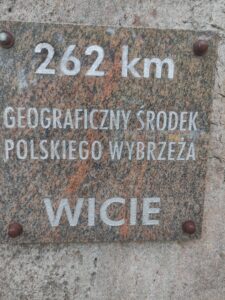 262 km
GEOGRAFICZNY ŚRODEK
POLSKIEGO WYBRZEŻA
WICIE